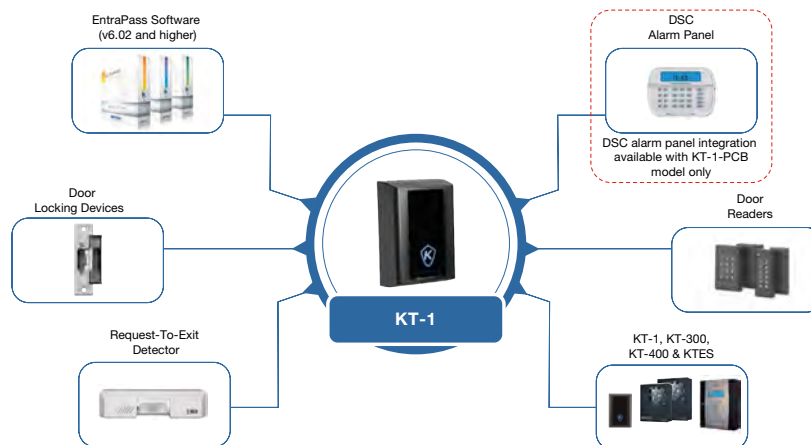 EntraPass Software
(v6.02 and higher)
DSC
Alarm Panel
DSC alarm panel integration
available with KT-1-PCB
model only
Door
Locking Devices
Door
Readers
K
KT-1
Request-To-Exit
Detector
KT-1, KT-300,
KT-400 & KTES